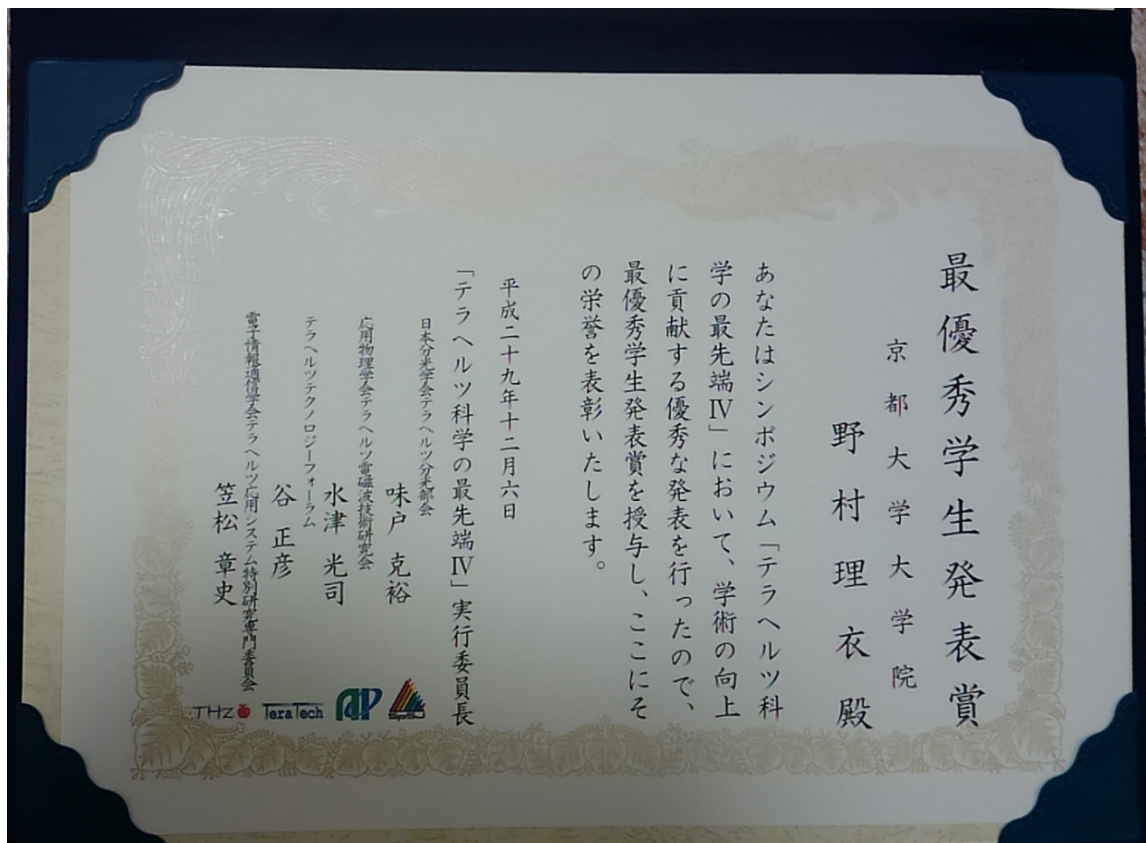 最優秀学生発表賞
京都大学大学院
野村理衣殿
あなたはシンポジウム「テラヘルツ科
学の最先端Ⅳ」において、学術の向上
に貢献する優秀な発表を行ったので、
最優秀学生発表賞を授与し、ここにそ
の栄誉を表彰いたします。
平成二十九年十二月六日
「テラヘルツ科学の最先端Ⅳ」実行委員長
日本分光学会テラヘルツ分光部会
味戸 克裕
応用物理学会テラヘルツ電磁波技術研究会
水津 光司
テラヘルツテクノロジーフォーラム
谷 正彦
電子情報通信学会テラヘルツ応用システム特別研究専門委員会
笠松 章史
THz TeraTech AP SpSJ